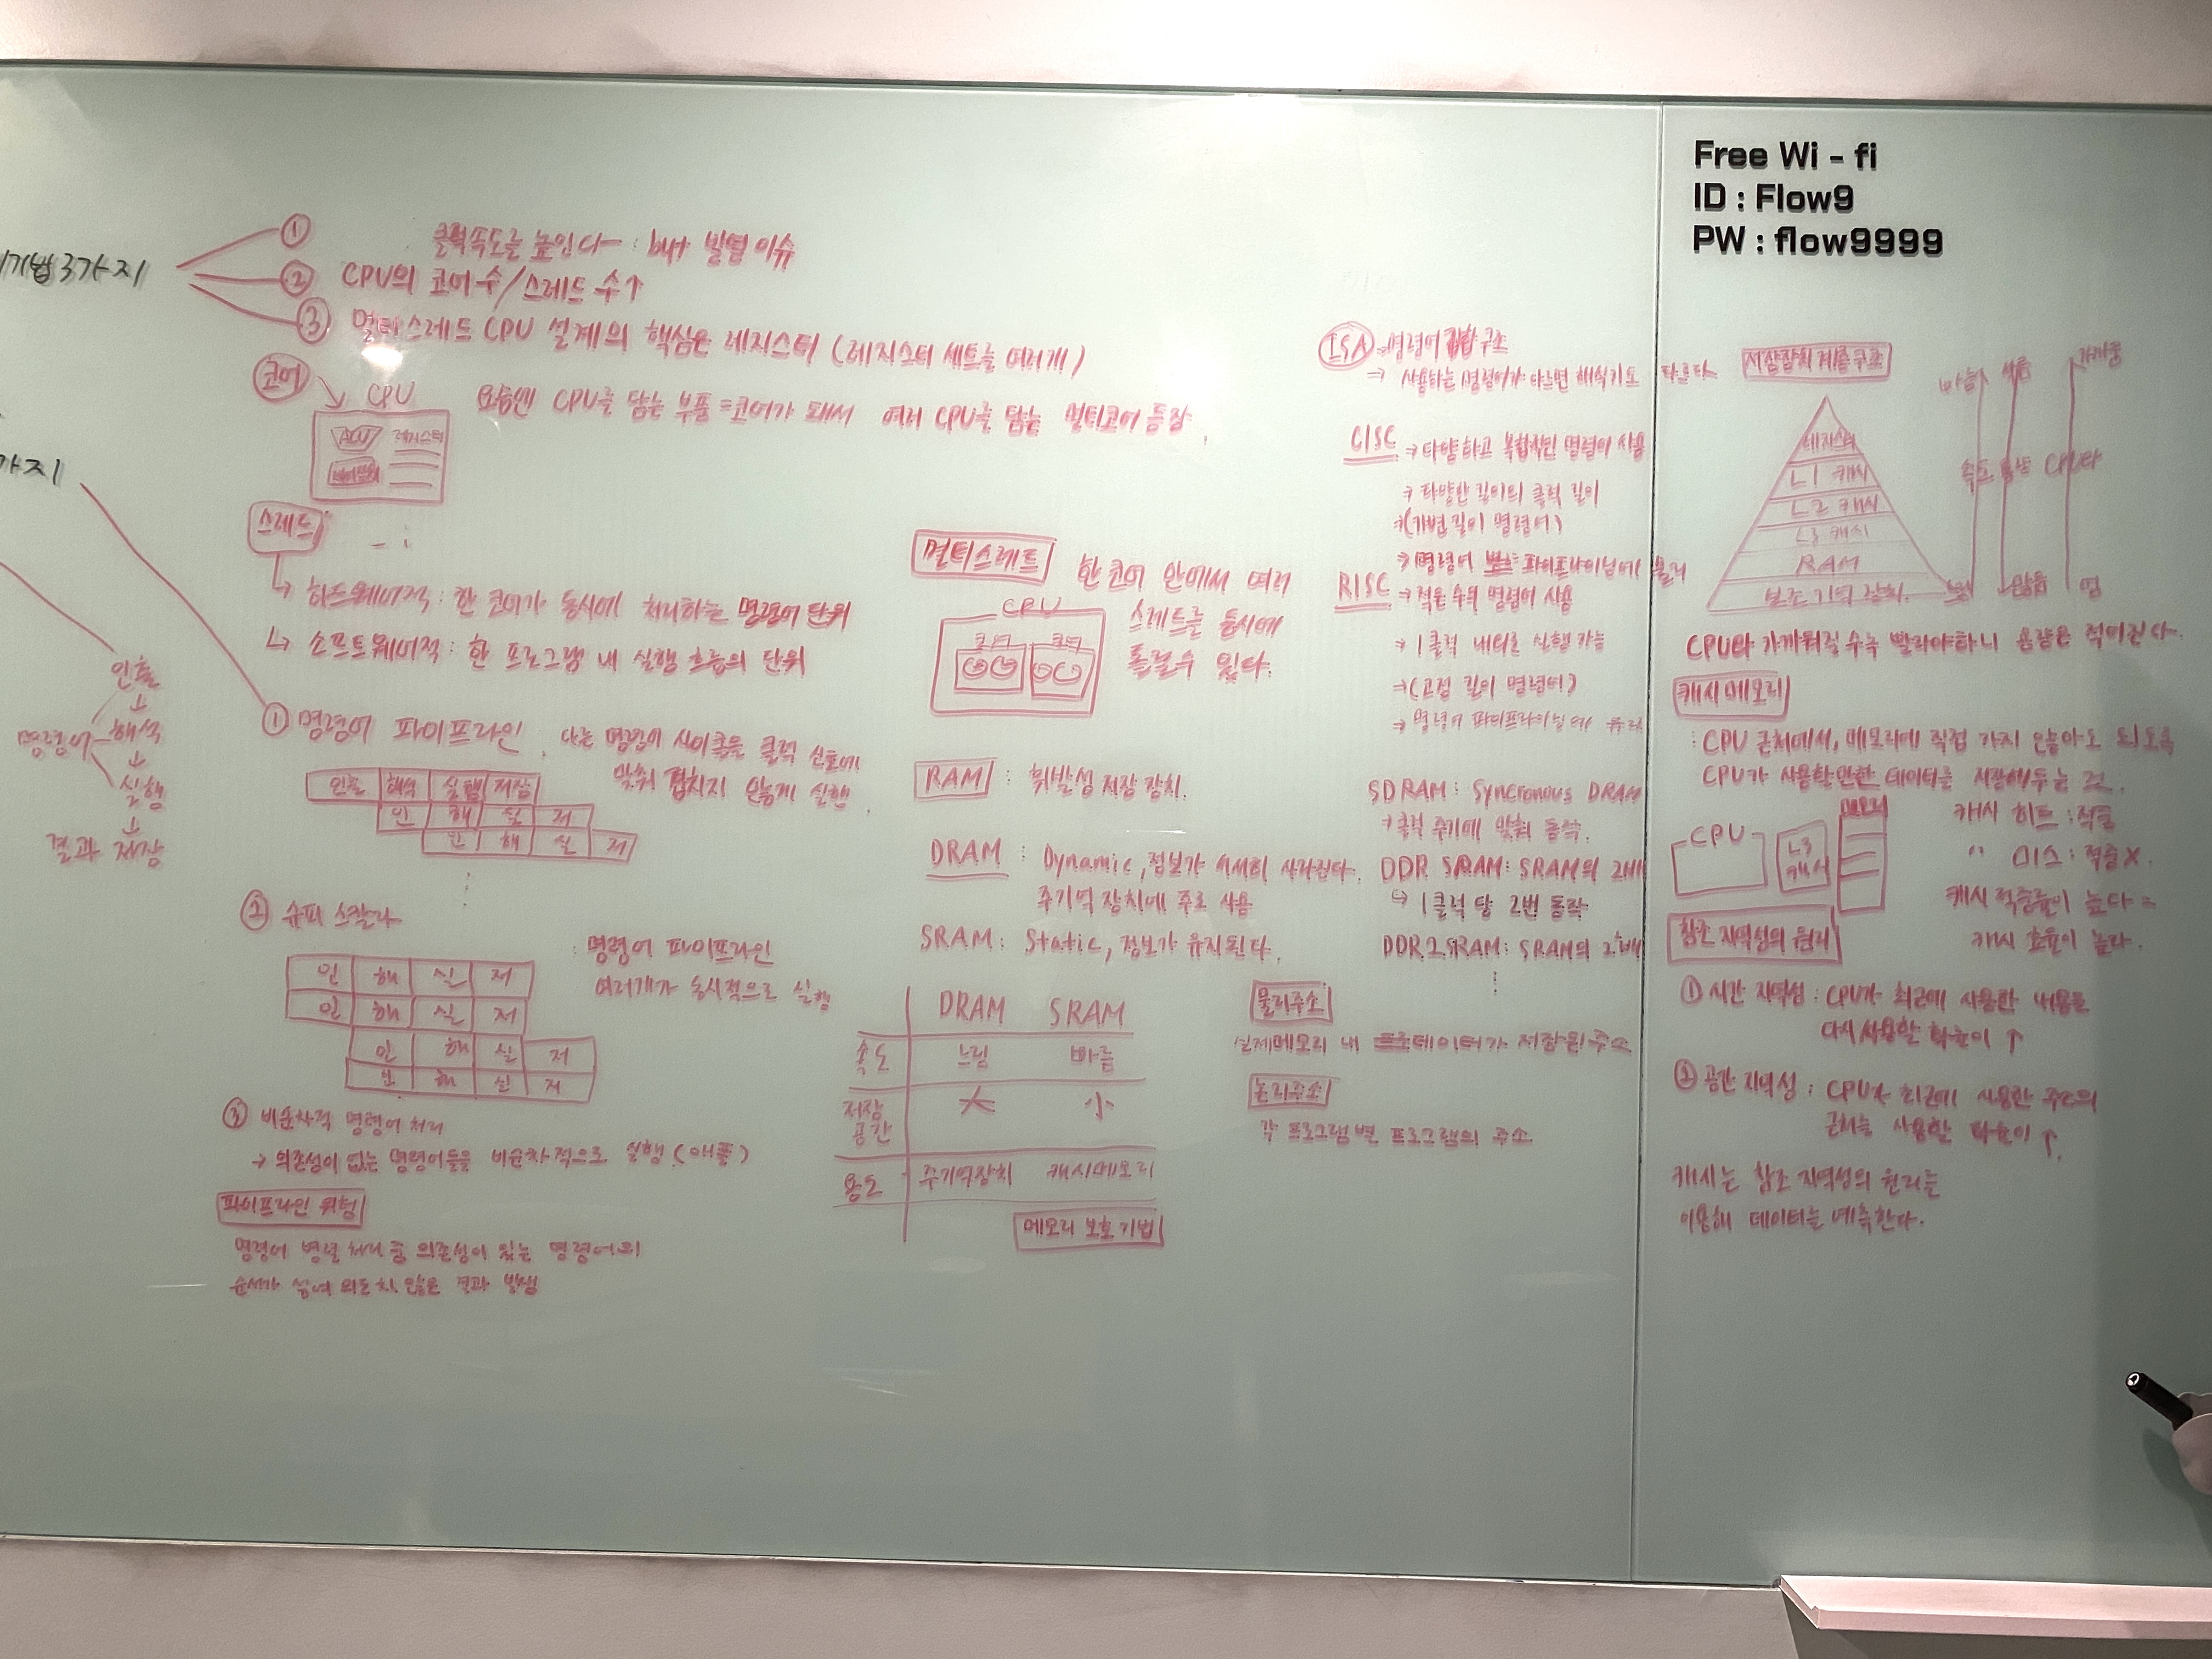 Free Wi - fi
ID : Flow9
PW : flow9999
기법 3가지
① 클럭속도를 높인다 : but 발열 이슈
② CPU의 코어 수/스레드 수↑
③ 멀티스레드 CPU 설계의 핵심은 레지스터 (레지스터 세트를 여러개)
코어
CPU
ALU 레지스터
제어장치
요즘엔 CPU를 담는 부품 = 코어가 돼서 여러 CPU를 담는 멀티코어 등장.
가지
스레드
↳ 하드웨어적 : 한 코어가 동시에 처리하는 명령어 단위
↳ 소프트웨어적 : 한 프로그램 내 실행 흐름의 단위
인출
↓
명령어 해석
↓
실행
↓
결과 저장
① 명령어 파이프라인
나눈 명령어 사이클을 클럭 신호에
맞춰 겹치지 않게 실행
인출 해석 실행 저장
인 해 실 저
인 해 실 저
② 슈퍼 스칼라
: 명령어 파이프라인
여러개가 동시적으로 실행
인 해 실 저
인 해 실 저
인 해 실 저
인 해 실 저
③ 비순차적 명령어 처리
→ 의존성이 없는 명령어들을 비순차적으로 실행 (애플)
파이프라인 위험
명령어 병렬 처리 중 의존성이 있는 명령어의
순서가 섞여 의도치 않은 결과 발생
멀티스레드
한 코어 안에서 여러
스레드를 동시에
돌릴수 있다.
CPU
코어 코어
RAM : 휘발성 저장 장치.
DRAM : Dynamic, 정보가 서서히 사라진다.
주기억 장치에 주로 사용
SRAM : Static, 정보가 유지된다.
DRAM SRAM
속도 느림 빠름
저장 공간 大 小
용도 주기억장치 캐시메모리
메모리 보호 기법
ISA → 명령어 집합 구조
⇒ 사용하는 명령어가 다르면 해석기도 다르다
CISC → 다양하고 복합적인 명령어 사용
→ 다양한 길이의 클럭 길이
→ (가변 길이 명령어)
→ 명령어 파이프라이닝에 불리
RISC → 적은 수의 명령어 사용
→ 1클럭 내외로 실행 가능
→ (고정 길이 명령어)
→ 명령어 파이프라이닝에 유리
SDRAM : Syncronous DRAM
→ 클럭 주기에 맞춰 동작.
DDR SRAM : SRAM의 2배
↳ 1클럭 당 2번 동작
DDR2 SRAM : SRAM의 2²배
물리주소
실제메모리 내 데이터가 저장된 주소
논리주소
각 프로그램별 프로그램의 주소
저장장치 계층구조
레지스터
L1 캐시
L2 캐시
L3 캐시
RAM
보조기억 장치.
빠름 적음 가까움
속도 용량 CPU와
느림 많음 멈
CPU와 가까워질 수록 빨라야하니 용량은 적어진다.
캐시메모리
: CPU 근처에서, 메모리에 직접 가지 않아도 되도록
CPU가 사용할만한 데이터를 저장해두는 것.
CPU
L3 캐시
메모리
캐시 히트 : 적중
〃 미스 : 적중X.
캐시 적중률이 높다 =
캐시 효율이 높다.
참조 지역성의 원리
① 시간 지역성 : CPU가 최근에 사용한 내용을
다시 사용할 확률이 ↑
② 공간 지역성 : CPU가 최근에 사용한 주소의
근처를 사용할 확률이 ↑.
캐시는 참조 지역성의 원리를
이용해 데이터를 예측한다.